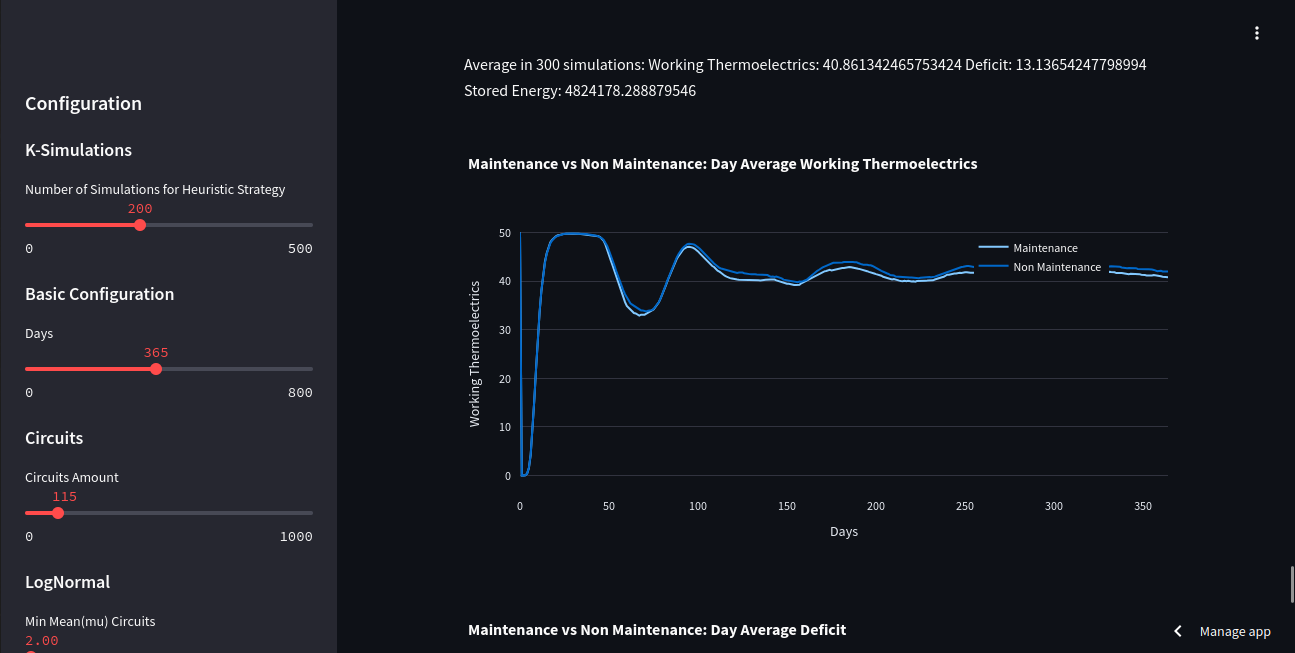 Configuration
K-Simulations
Number of Simulations for Heuristic Strategy
200
0 500
Basic Configuration
Days
365
0 800
Circuits
Circuits Amount
115
0 1000
LogNormal
Min Mean(mu) Circuits
2.00
Average in 300 simulations: Working Thermoelectrics: 40.861342465753424 Deficit: 13.13654247798994
Stored Energy: 4824178.288879546
Maintenance vs Non Maintenance: Day Average Working Thermoelectrics
Working Thermoelectrics
50
40
30
20
10
0
Maintenance
Non Maintenance
0 50 100 150 200 250 300 350
Days
Maintenance vs Non Maintenance: Day Average Deficit
Manage app